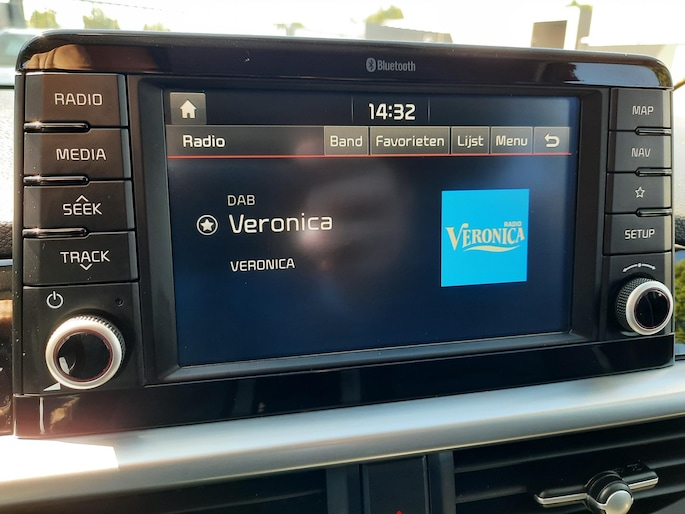 Bluetooth
RADIO
MEDIA
SEEK
TRACK
14:32
Radio Band Favorieten Lijst Menu
DAB
Veronica
VERONICA
RADIO
VERONICA
MAP
NAV
SETUP